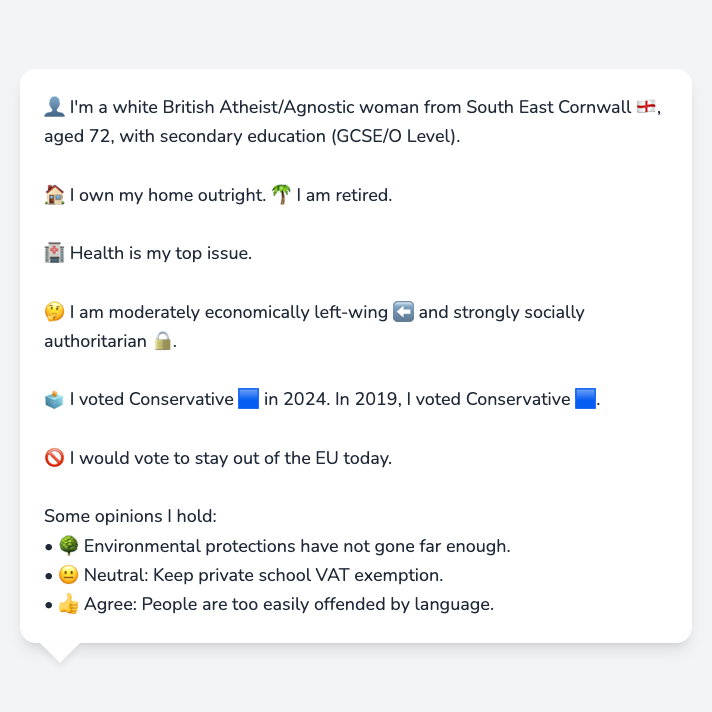 👤 I'm a white British Atheist/Agnostic woman from South East Cornwall 🏴󠁧󠁢󠁥󠁮󠁧󠁿,
aged 72, with secondary education (GCSE/O Level).
🏠 I own my home outright. 🌴 I am retired.
🏥 Health is my top issue.
🤔 I am moderately economically left-wing ⬅️ and strongly socially
authoritarian 🔒.
🗳️ I voted Conservative 🟦 in 2024. In 2019, I voted Conservative 🟦.
🚫 I would vote to stay out of the EU today.
Some opinions I hold:
• 🌳 Environmental protections have not gone far enough.
• 😐 Neutral: Keep private school VAT exemption.
• 👍 Agree: People are too easily offended by language.